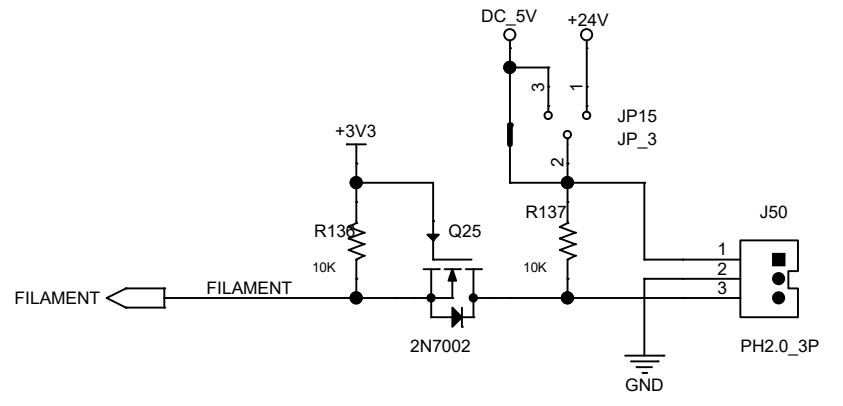 DC_5V
+24V
3
1
JP15
JP_3
+3V3
2
R136
Q25
R137
J50
10K
10K
1
2
3
FILAMENT
FILAMENT
2N7002
PH2.0_3P
GND